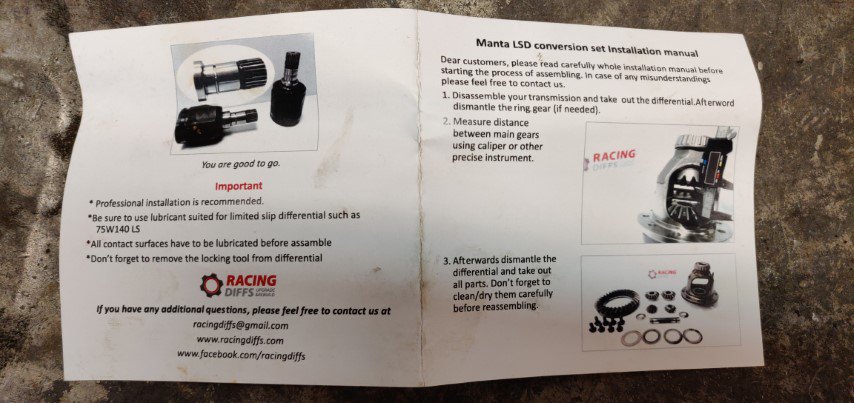 You are good to go.
Important
* Professional installation is recommended.
*Be sure to use lubricant suited for limited slip differential such as
75W140 LS
*All contact surfaces have to be lubricated before assamble
*Don't forget to remove the locking tool from differential
RACING
DIFFS UPGRADE
&REBUILD
If you have any additional questions, please feel free to contact us at
racingdiffs@gmail.com
www.racingdiffs.com
www.facebook.com/racingdiffs
Manta LSD conversion set Installation manual
Dear customers, please read carefully whole installation manual before
starting the process of assembling. In case of any misunderstandings
please feel free to contact us.
1. Disassemble your transmission and take out the differential.Afterword
dismantle the ring gear (if needed).
2. Measure distance
between main gears
using caliper or other
precise instrument.
RACING
DIFFS
3. Afterwards dismantle the
differential and take out
all parts. Don't forget to
clean/dry them carefully
before reassembling.
RACING
DIFFS